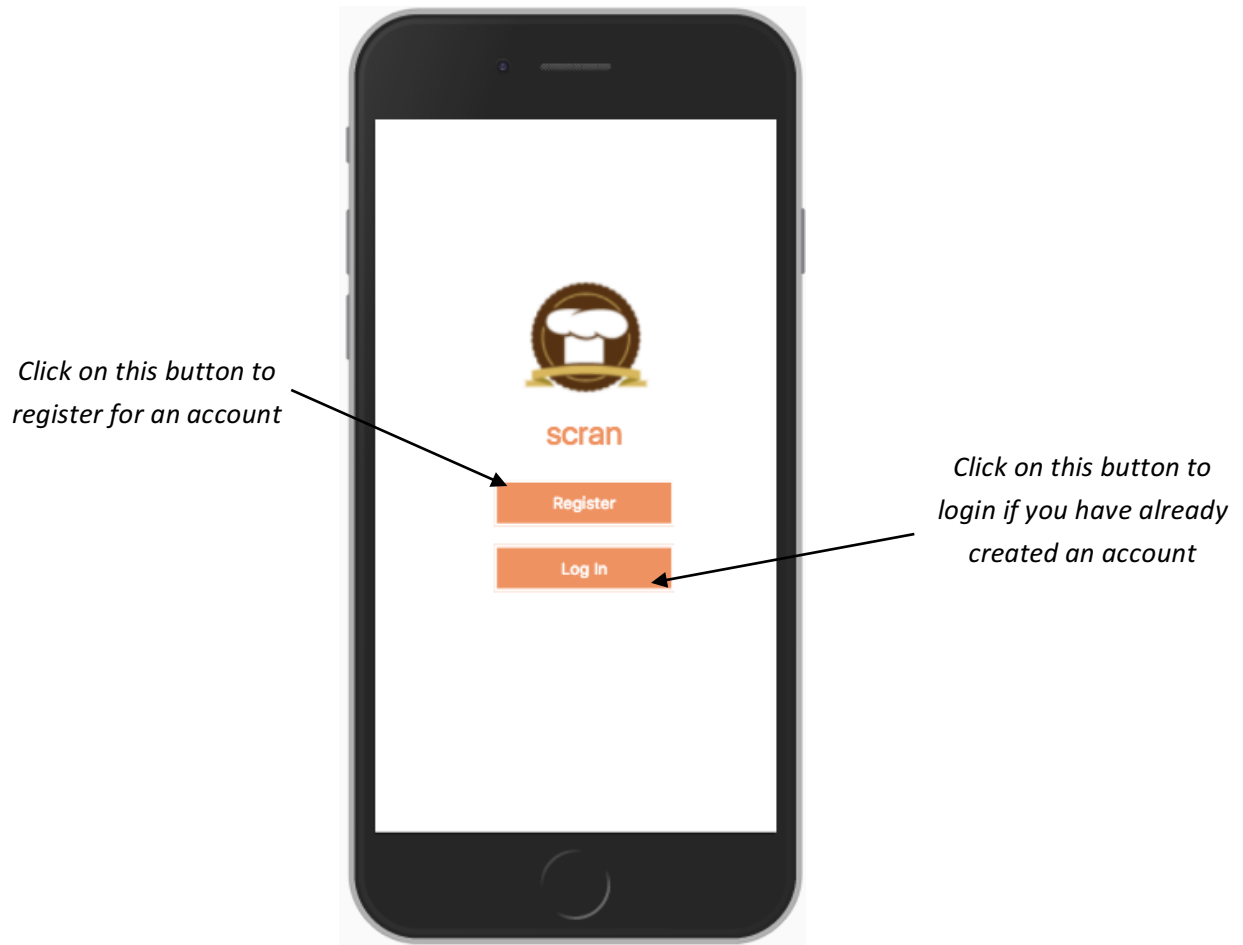 Click on this button to
register for an account
scran
Register
Log In
Click on this button to
login if you have already
created an account